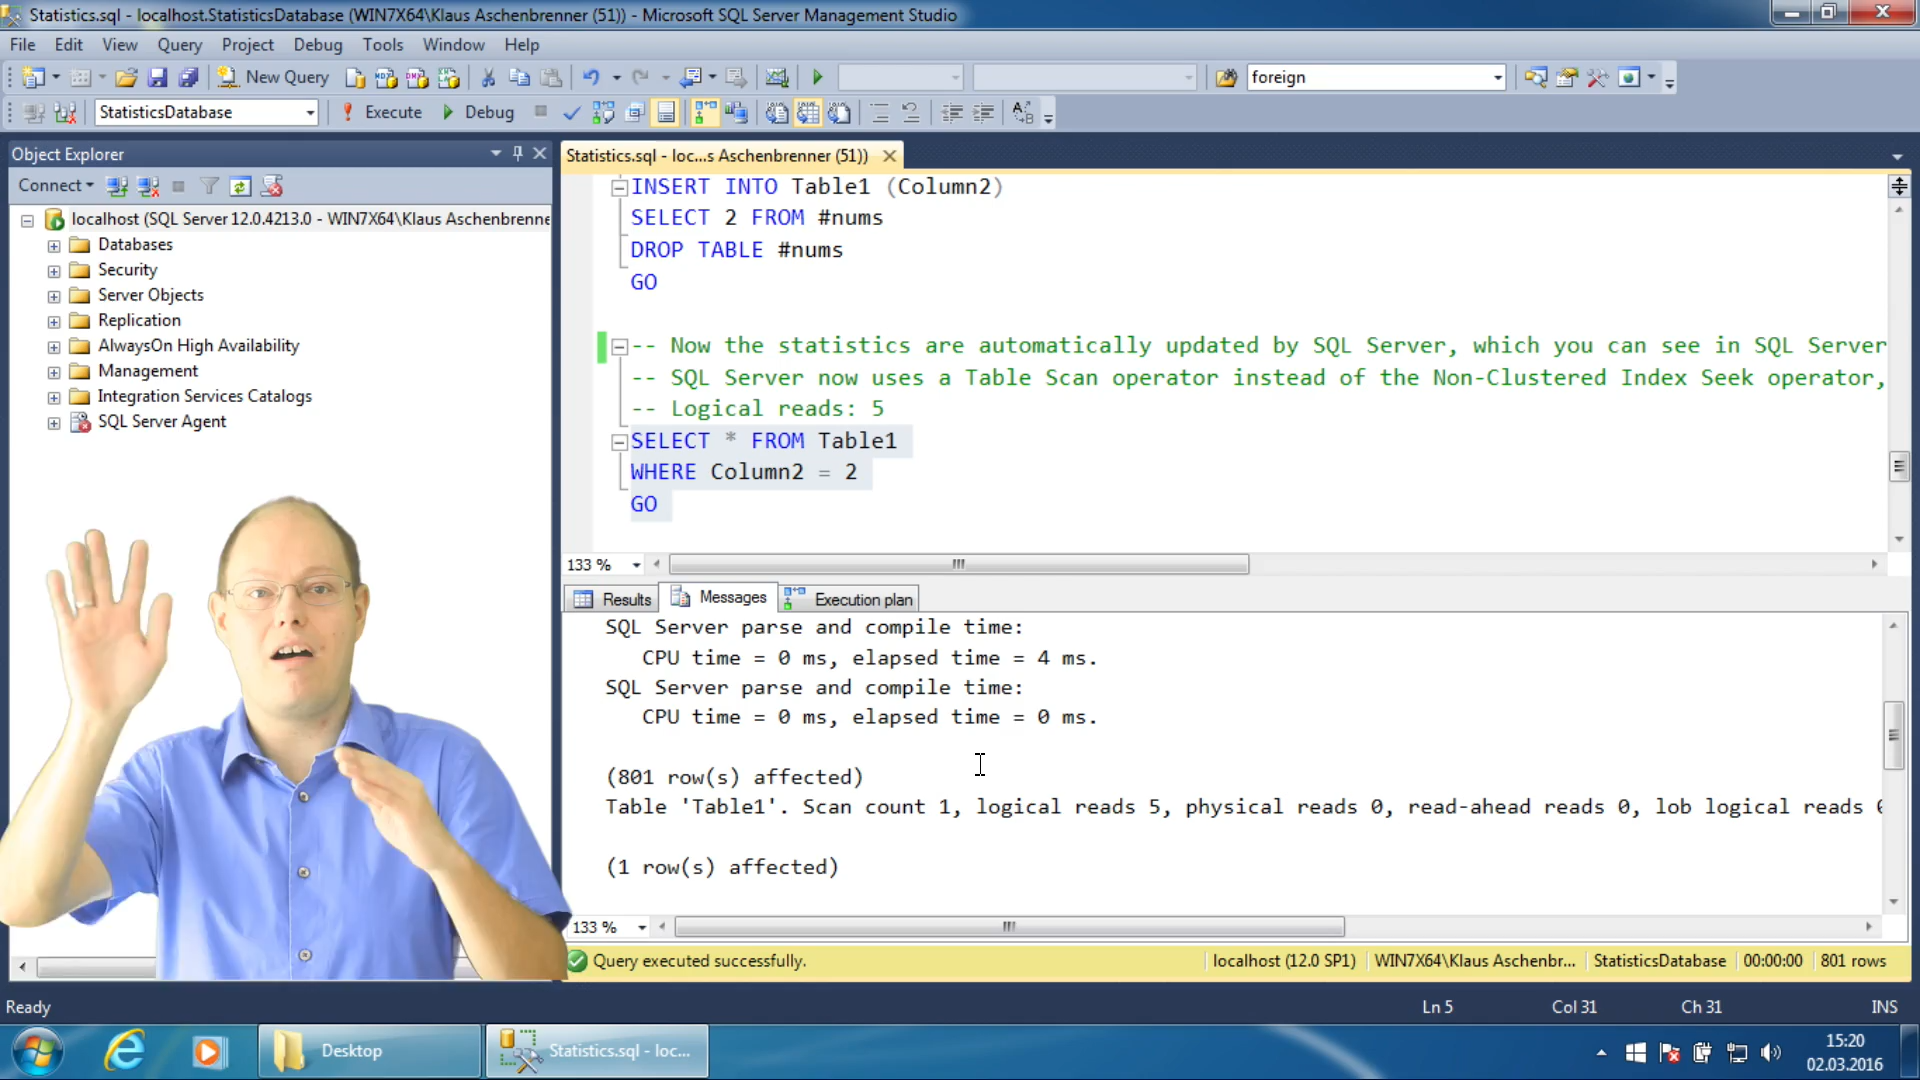 Statistics.sql - localhost.StatisticsDatabase (WIN7X64\Klaus Aschenbrenner (51)) - Microsoft SQL Server Management Studio
File Edit View Query Project Debug Tools Window Help
New Query foreign
StatisticsDatabase Execute Debug
Object Explorer
Connect
localhost (SQL Server 12.0.4213.0 - WIN7X64\Klaus Aschenbrenne
Databases
Security
Server Objects
Replication
AlwaysOn High Availability
Management
Integration Services Catalogs
SQL Server Agent
Statistics.sql - loc...s Aschenbrenner (51))
INSERT INTO Table1 (Column2)
SELECT 2 FROM #nums
DROP TABLE #nums
GO
-- Now the statistics are automatically updated by SQL Server, which you can see in SQL Server
-- SQL Server now uses a Table Scan operator instead of the Non-Clustered Index Seek operator,
-- Logical reads: 5
SELECT * FROM Table1
WHERE Column2 = 2
GO
133 %
Results Messages Execution plan
SQL Server parse and compile time:
CPU time = 0 ms, elapsed time = 4 ms.
SQL Server parse and compile time:
CPU time = 0 ms, elapsed time = 0 ms.
(801 row(s) affected)
Table 'Table1'. Scan count 1, logical reads 5, physical reads 0, read-ahead reads 0, lob logical reads 0
(1 row(s) affected)
133 %
Query executed successfully. localhost (12.0 SP1) WIN7X64\Klaus Aschenbr... StatisticsDatabase 00:00:00 801 rows
Ready Ln 5 Col 31 Ch 31 INS
Desktop Statistics.sql - loc... 15:20
02.03.2016